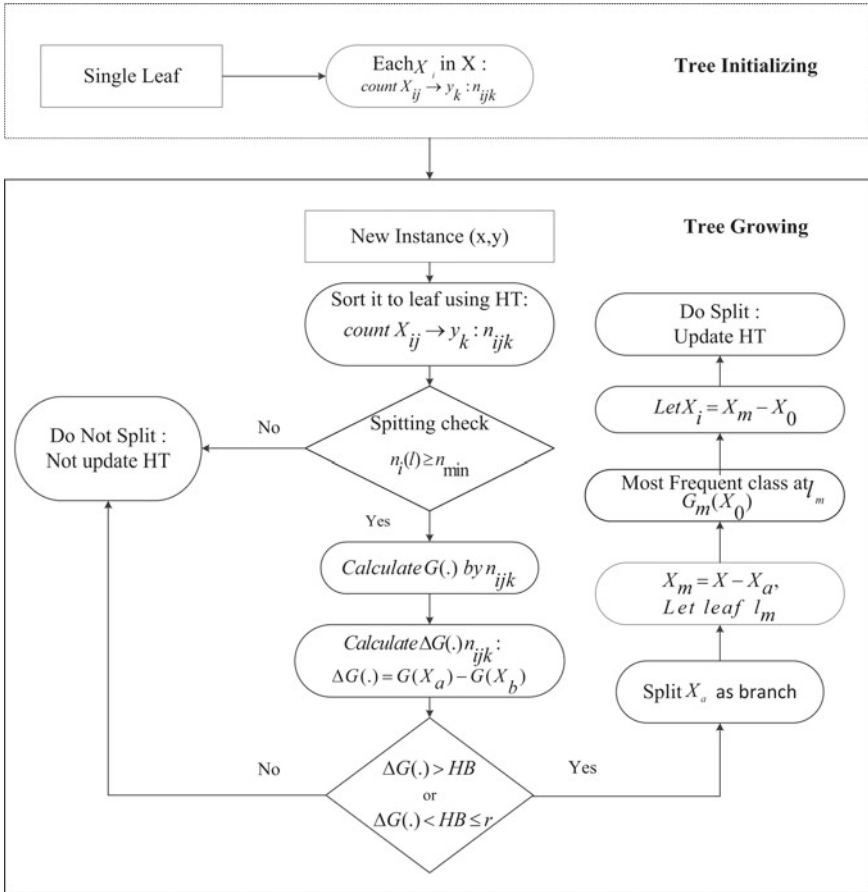 Single Leaf
Each X_i in X :
count X_ij → y_k : n_ijk
Tree Initializing
Tree Growing
New Instance (x,y)
Sort it to leaf using HT:
count X_ij → y_k : n_ijk
Spitting check
n_i(l) ≥ n_min
No
Do Not Split :
Not update HT
Yes
Calculate G(.) by n_ijk
Calculate ΔG(.) n_ijk :
ΔG(.) = G(X_a) – G(X_b)
ΔG(.) > HB
or
ΔG(.) < HB ≤ r
No
Yes
Split X_a as branch
X_m = X – X_a,
Let leaf l_m
Most Frequent class at l_m
G_m(X_0)
Let X_i = X_m – X_0
Do Split :
Update HT